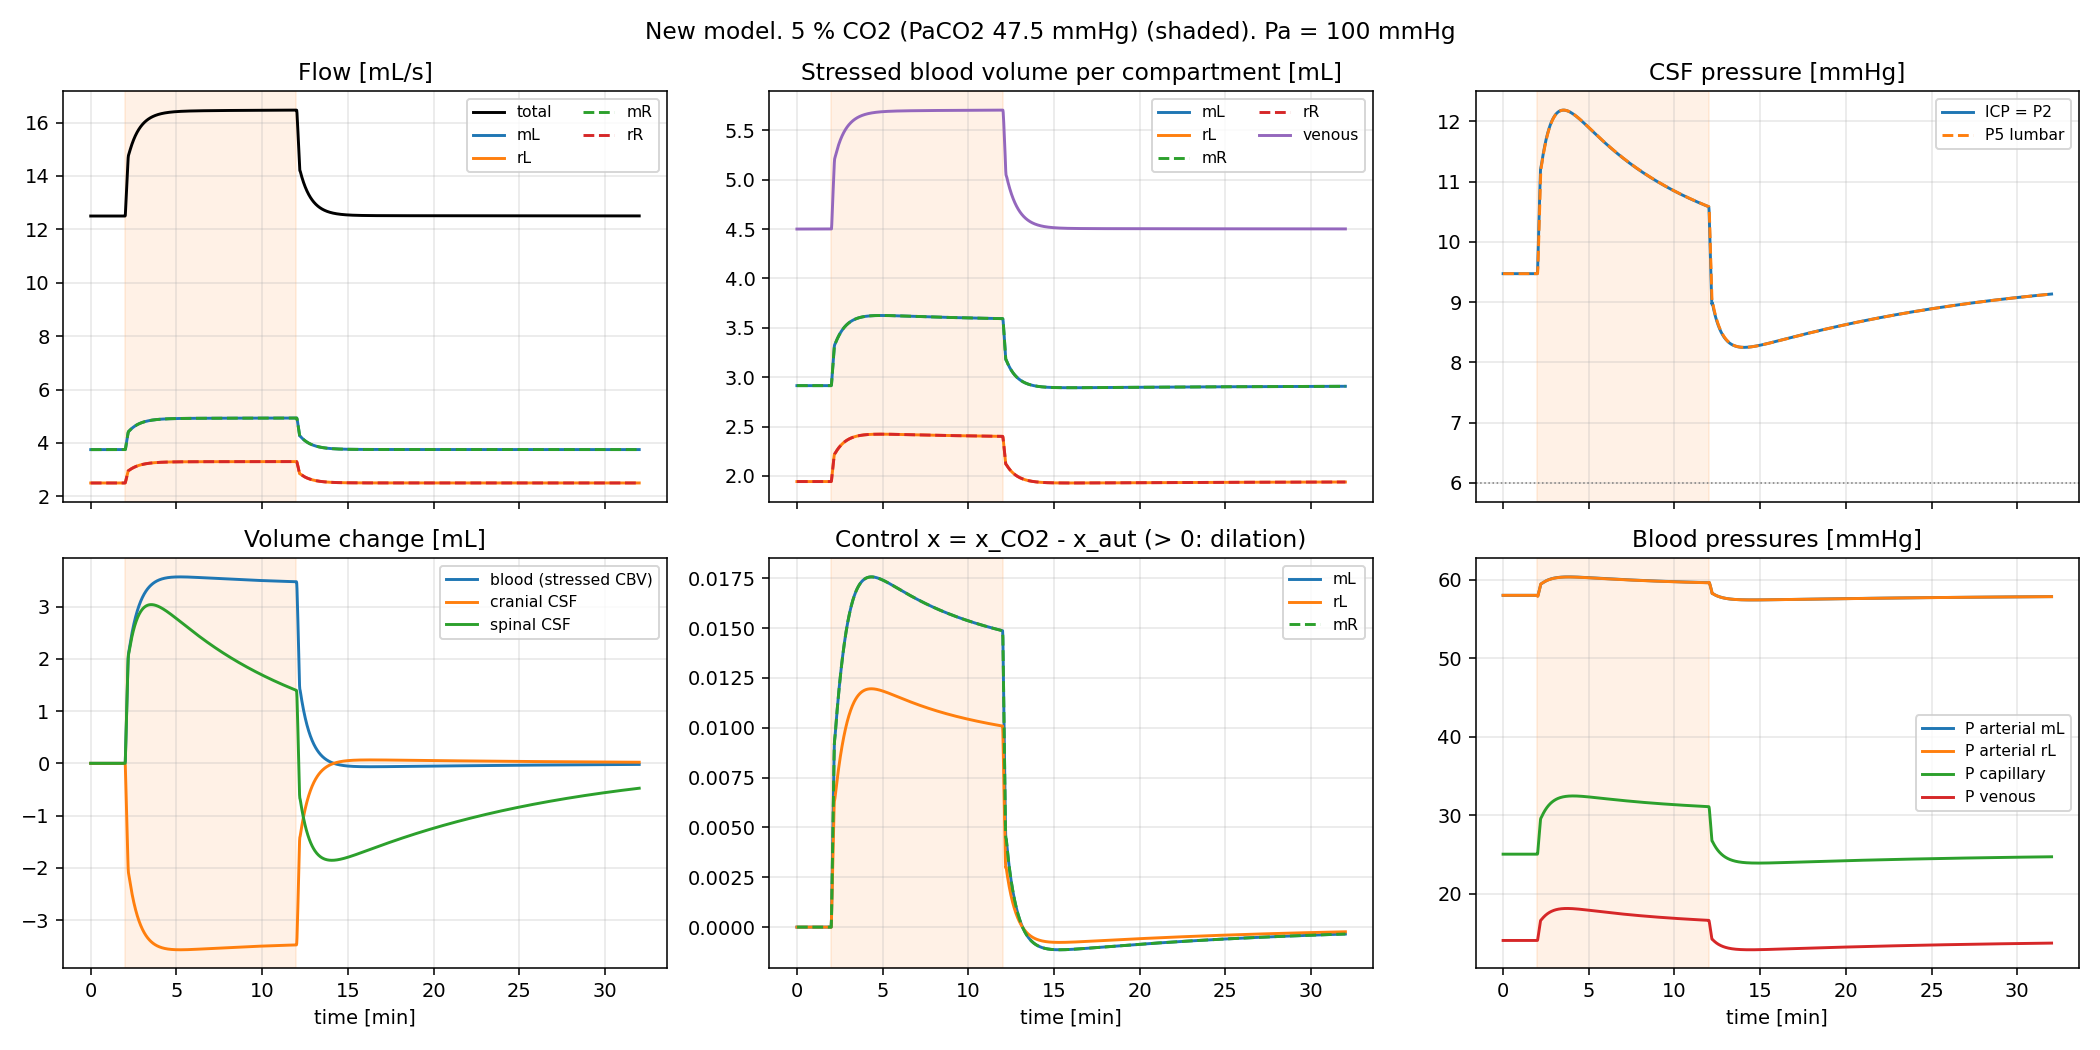 New model. 5 % CO2 (PaCO2 47.5 mmHg) (shaded). Pa = 100 mmHg
Flow [mL/s]
total
mL
rL
mR
rR
16
14
12
10
8
6
4
2
Stressed blood volume per compartment [mL]
mL
rL
mR
rR
venous
5.5
5.0
4.5
4.0
3.5
3.0
2.5
2.0
CSF pressure [mmHg]
ICP = P2
P5 lumbar
12
11
10
9
8
7
6
Volume change [mL]
blood (stressed CBV)
cranial CSF
spinal CSF
3
2
1
0
−1
−2
−3
0 5 10 15 20 25 30
time [min]
Control x = x_CO2 - x_aut (> 0: dilation)
mL
rL
mR
0.0175
0.0150
0.0125
0.0100
0.0075
0.0050
0.0025
0.0000
0 5 10 15 20 25 30
time [min]
Blood pressures [mmHg]
60
50
40
30
20
P arterial mL
P arterial rL
P capillary
P venous
0 5 10 15 20 25 30
time [min]